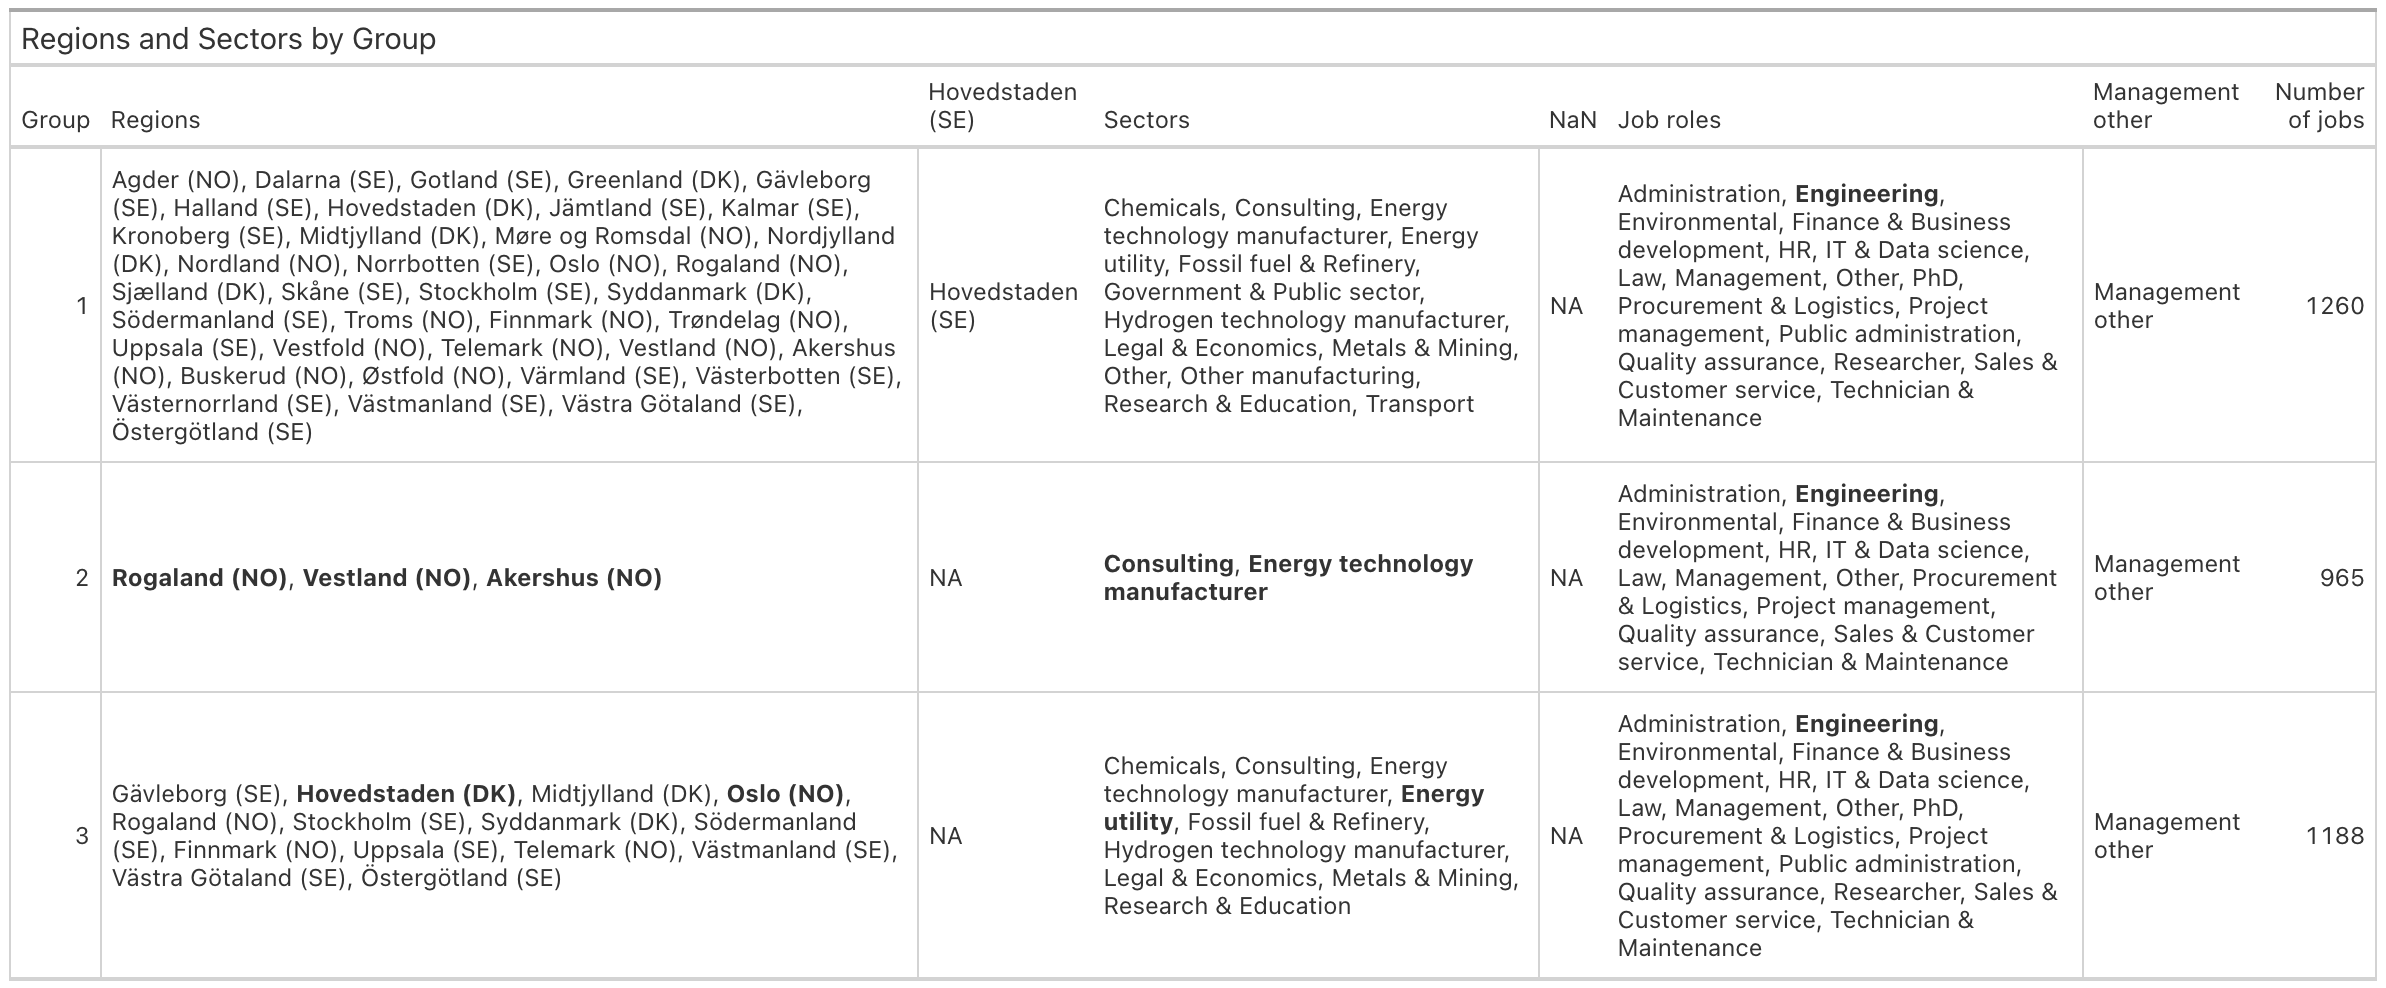 Regions and Sectors by Group
Group
Regions
Hovedstaden
(SE)
Sectors
NaN
Job roles
Management
other
Number
of jobs
1
Agder (NO), Dalarna (SE), Gotland (SE), Greenland (DK), Gävleborg
(SE), Halland (SE), Hovedstaden (DK), Jämtland (SE), Kalmar (SE),
Kronoberg (SE), Midtjylland (DK), Møre og Romsdal (NO), Nordjylland
(DK), Nordland (NO), Norrbotten (SE), Oslo (NO), Rogaland (NO),
Sjælland (DK), Skåne (SE), Stockholm (SE), Syddanmark (DK),
Södermanland (SE), Troms (NO), Finnmark (NO), Trøndelag (NO),
Uppsala (SE), Vestfold (NO), Telemark (NO), Vestland (NO), Akershus
(NO), Buskerud (NO), Østfold (NO), Värmland (SE), Västerbotten (SE),
Västernorrland (SE), Västmanland (SE), Västra Götaland (SE),
Östergötland (SE)
Hovedstaden
(SE)
Chemicals, Consulting, Energy
technology manufacturer, Energy
utility, Fossil fuel & Refinery,
Government & Public sector,
Hydrogen technology manufacturer,
Legal & Economics, Metals & Mining,
Other, Other manufacturing,
Research & Education, Transport
NA
Administration, Engineering,
Environmental, Finance & Business
development, HR, IT & Data science,
Law, Management, Other, PhD,
Procurement & Logistics, Project
management, Public administration,
Quality assurance, Researcher, Sales &
Customer service, Technician &
Maintenance
Management
other
1260
2
Rogaland (NO), Vestland (NO), Akershus (NO)
NA
Consulting, Energy technology
manufacturer
NA
Administration, Engineering,
Environmental, Finance & Business
development, HR, IT & Data science,
Law, Management, Other, Procurement
& Logistics, Project management,
Quality assurance, Sales & Customer
service, Technician & Maintenance
Management
other
965
3
Gävleborg (SE), Hovedstaden (DK), Midtjylland (DK), Oslo (NO),
Rogaland (NO), Stockholm (SE), Syddanmark (DK), Södermanland
(SE), Finnmark (NO), Uppsala (SE), Telemark (NO), Västmanland (SE),
Västra Götaland (SE), Östergötland (SE)
NA
Chemicals, Consulting, Energy
technology manufacturer, Energy
utility, Fossil fuel & Refinery,
Hydrogen technology manufacturer,
Legal & Economics, Metals & Mining,
Research & Education
NA
Administration, Engineering,
Environmental, Finance & Business
development, HR, IT & Data science,
Law, Management, Other, PhD,
Procurement & Logistics, Project
management, Public administration,
Quality assurance, Researcher, Sales &
Customer service, Technician &
Maintenance
Management
other
1188